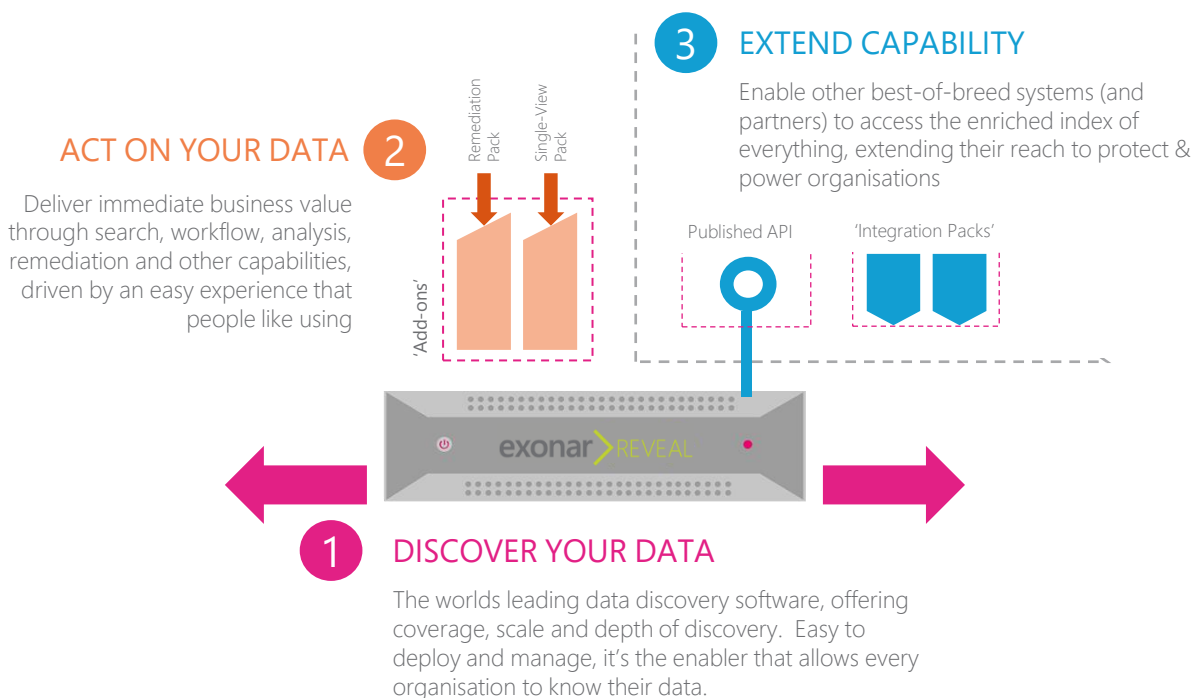 3
EXTEND CAPABILITY
Enable other best-of-breed systems (and
partners) to access the enriched index of
everything, extending their reach to protect &
power organisations
Published API
'Integration Packs'
ACT ON YOUR DATA
2
Deliver immediate business value
through search, workflow, analysis,
remediation and other capabilities,
driven by an easy experience that
people like using
Remediation
Pack
Single-View
Pack
'Add-ons'
exonar>REVEAL
1
DISCOVER YOUR DATA
The worlds leading data discovery software, offering
coverage, scale and depth of discovery.  Easy to
deploy and manage, it's the enabler that allows every
organisation to know their data.